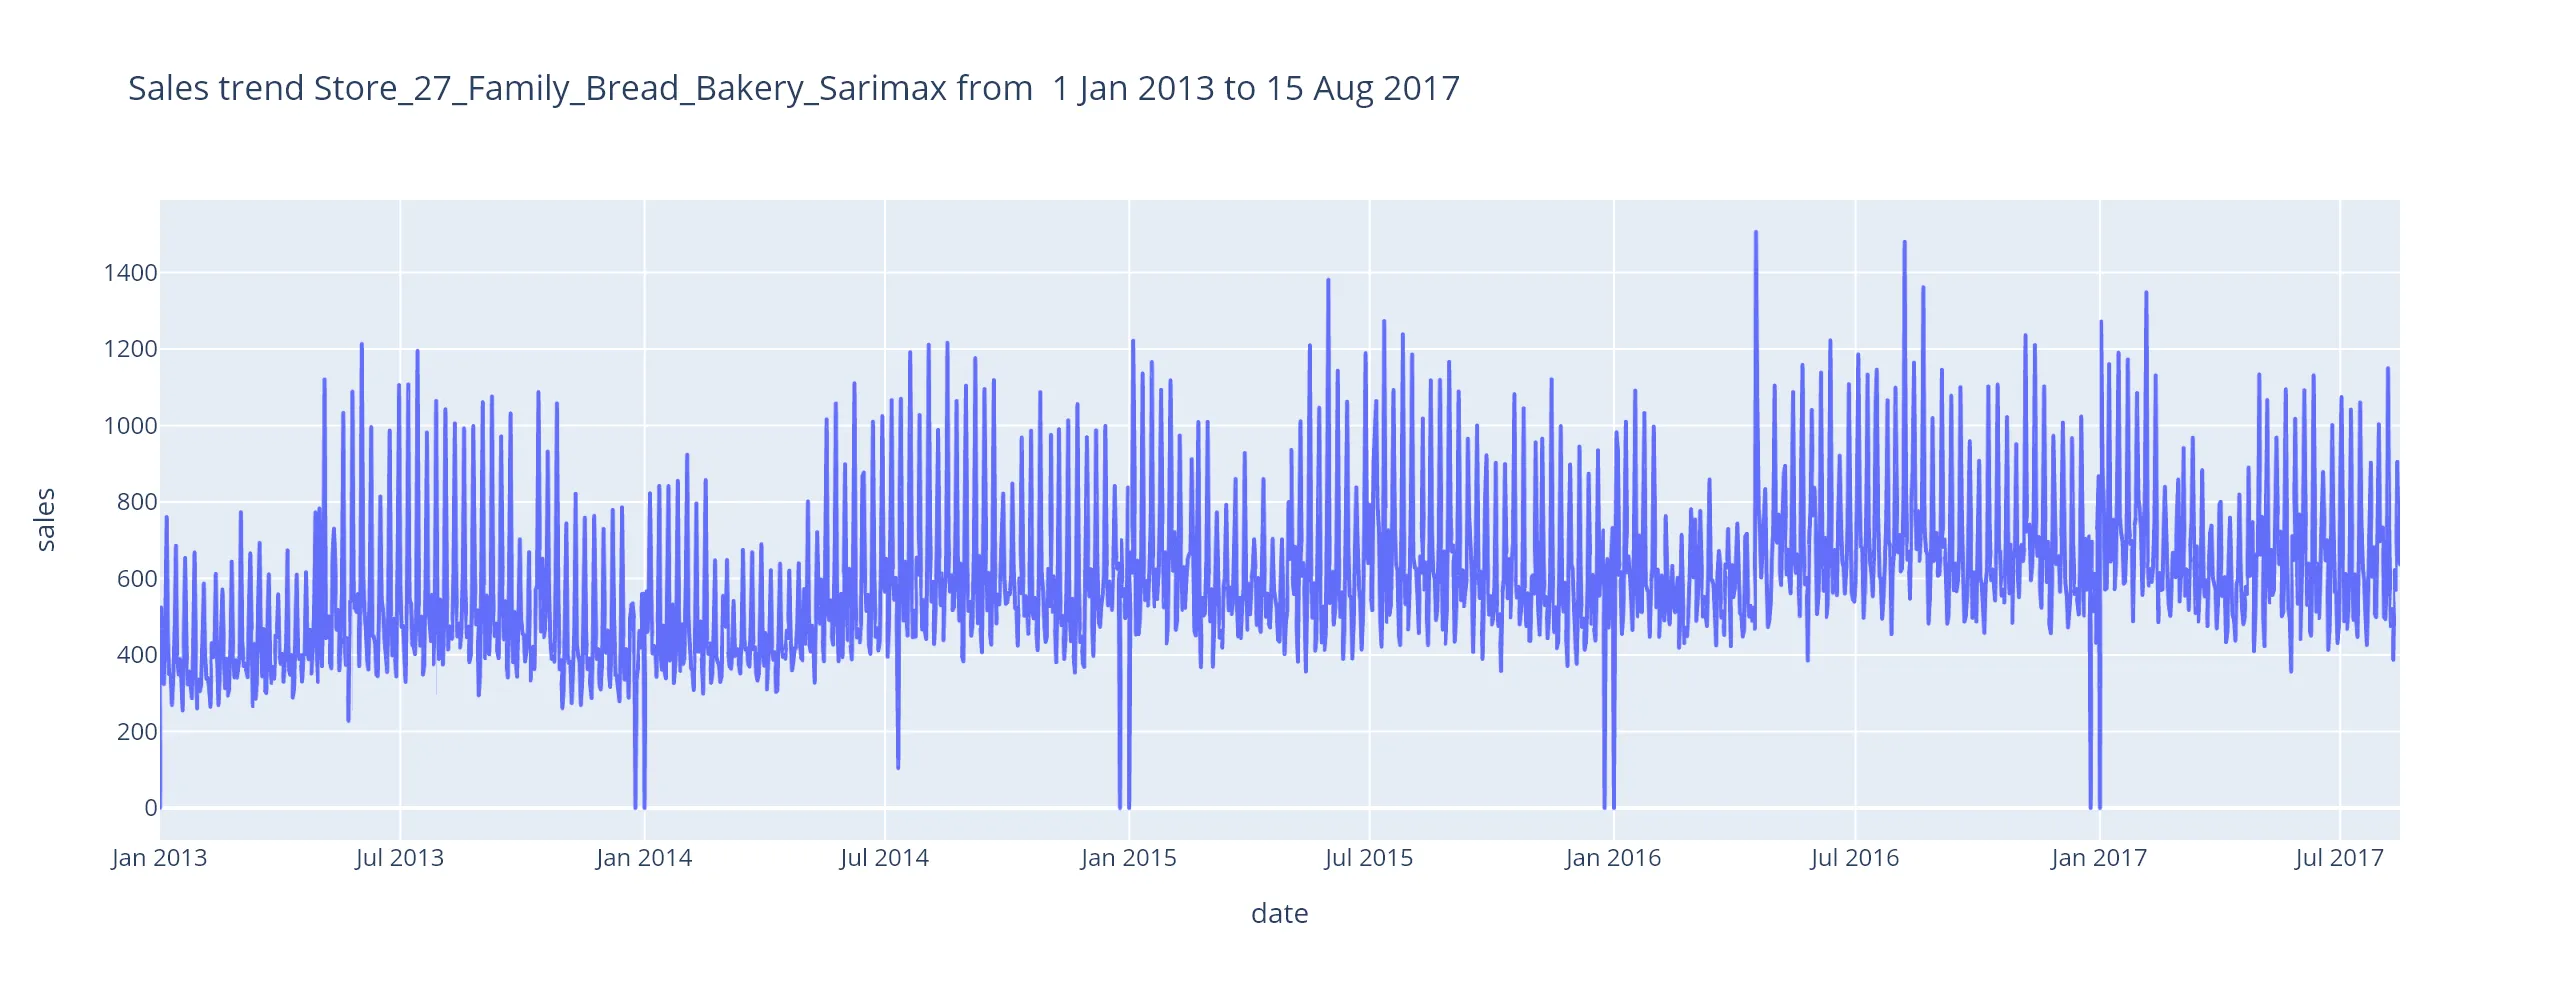 Sales trend Store_27_Family_Bread_Bakery_Sarimax from  1 Jan 2013 to 15 Aug 2017
1400
1200
1000
800
600
400
200
0
sales
Jan 2013
Jul 2013
Jan 2014
Jul 2014
Jan 2015
Jul 2015
Jan 2016
Jul 2016
Jan 2017
Jul 2017
date